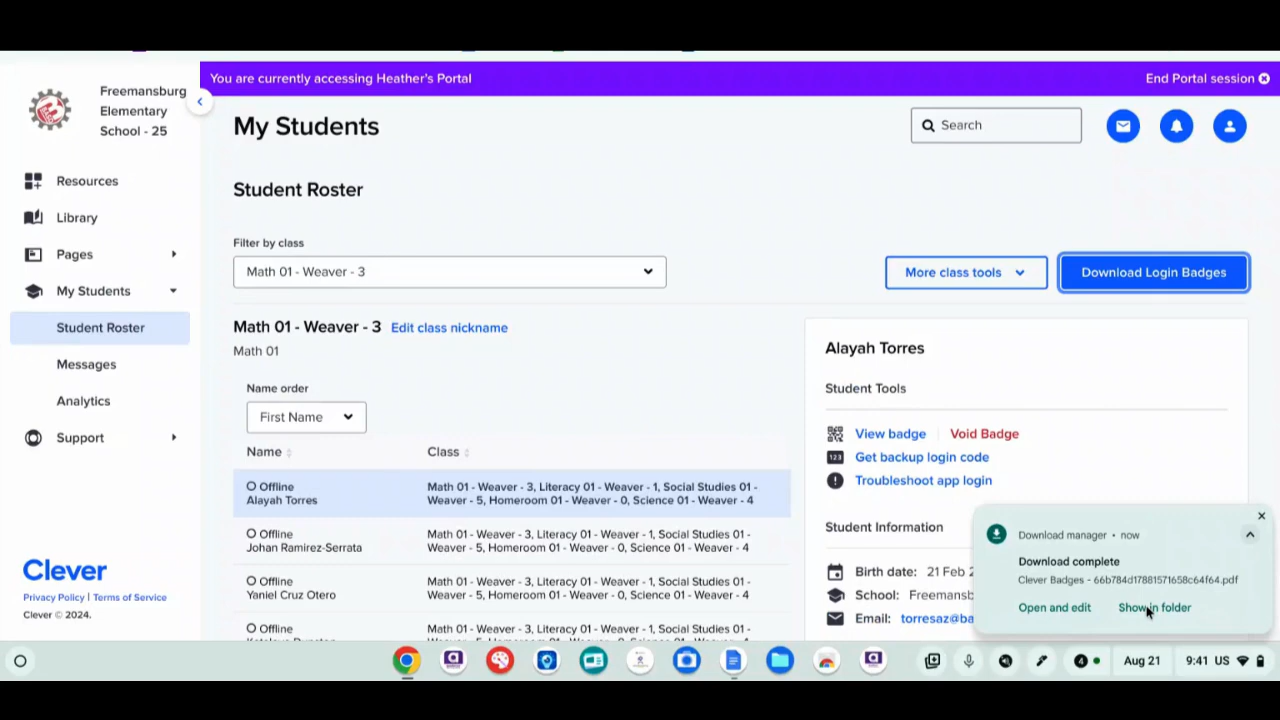 You are currently accessing Heather's Portal
End Portal session
Freemansburg
Elementary
School - 25
My Students
Search
Resources
Library
Pages
My Students
Student Roster
Messages
Analytics
Support
Clever
Privacy Policy | Terms of Service
Clever © 2024.
Student Roster
Filter by class
Math 01 - Weaver - 3
More class tools
Download Login Badges
Math 01 - Weaver - 3 Edit class nickname
Math 01
Name order
First Name
Name Class
Offline
Alayah Torres
Math 01 - Weaver - 3, Literacy 01 - Weaver - 1, Social Studies 01 -
Weaver - 5, Homeroom 01 - Weaver - 0, Science 01 - Weaver - 4
Offline
Johan Ramirez-Serrata
Math 01 - Weaver - 3, Literacy 01 - Weaver - 1, Social Studies 01 -
Weaver - 5, Homeroom 01 - Weaver - 0, Science 01 - Weaver - 4
Offline
Yaniel Cruz Otero
Math 01 - Weaver - 3, Literacy 01 - Weaver - 1, Social Studies 01 -
Weaver - 5, Homeroom 01 - Weaver - 0, Science 01 - Weaver - 4
Offline
Math 01 - Weaver - 3, Literacy 01 - Weaver - 1, Social Studies 01 -
Alayah Torres
Student Tools
View badge | Void Badge
123 Get backup login code
Troubleshoot app login
Student Information
Birth date: 21 Feb 2
School: Freemansb
Email: torresaz@ba
Download manager • now
Download complete
Clever Badges - 66b784d17881571658c64f64.pdf
Open and edit Show in folder
4
Aug 21
9:41 US